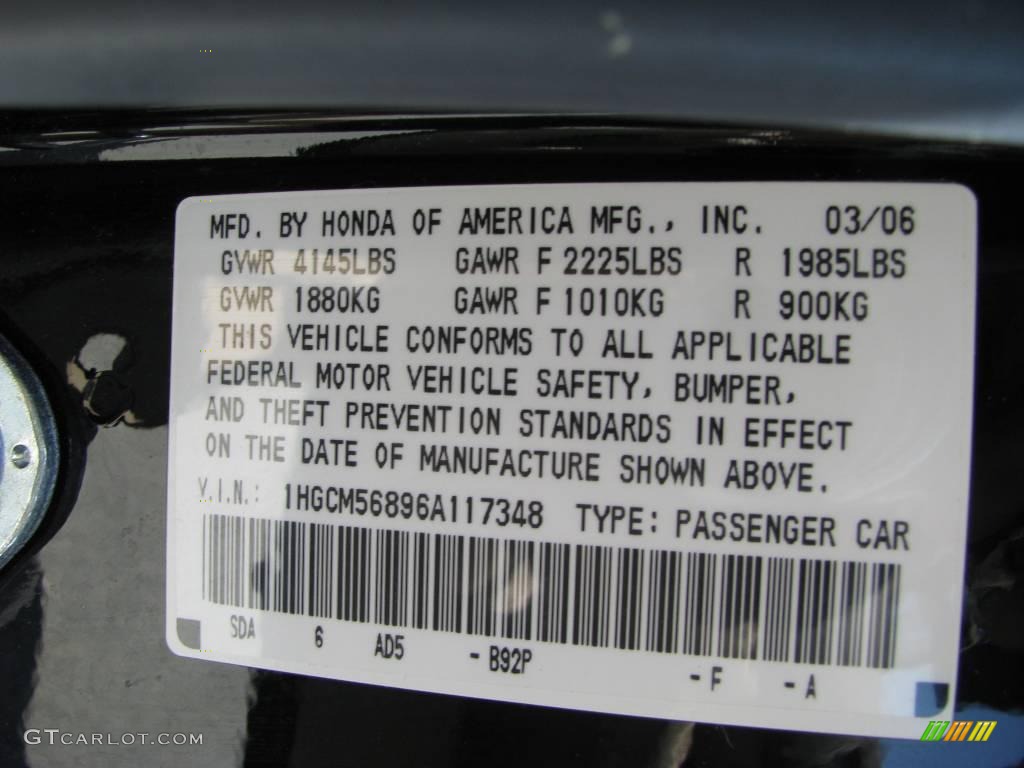 MFD. BY HONDA OF AMERICA MFG., INC. 03/06
GVWR 4145LBS GAWR F 2225LBS R 1985LBS
GVWR 1880KG GAWR F 1010KG R 900KG
THIS VEHICLE CONFORMS TO ALL APPLICABLE
FEDERAL MOTOR VEHICLE SAFETY, BUMPER,
AND THEFT PREVENTION STANDARDS IN EFFECT
ON THE DATE OF MANUFACTURE SHOWN ABOVE.
V.I.N.: 1HGCM56896A117348 TYPE: PASSENGER CAR
SDA 6 AD5 - B92P - F - A
GTCARLOT.COM